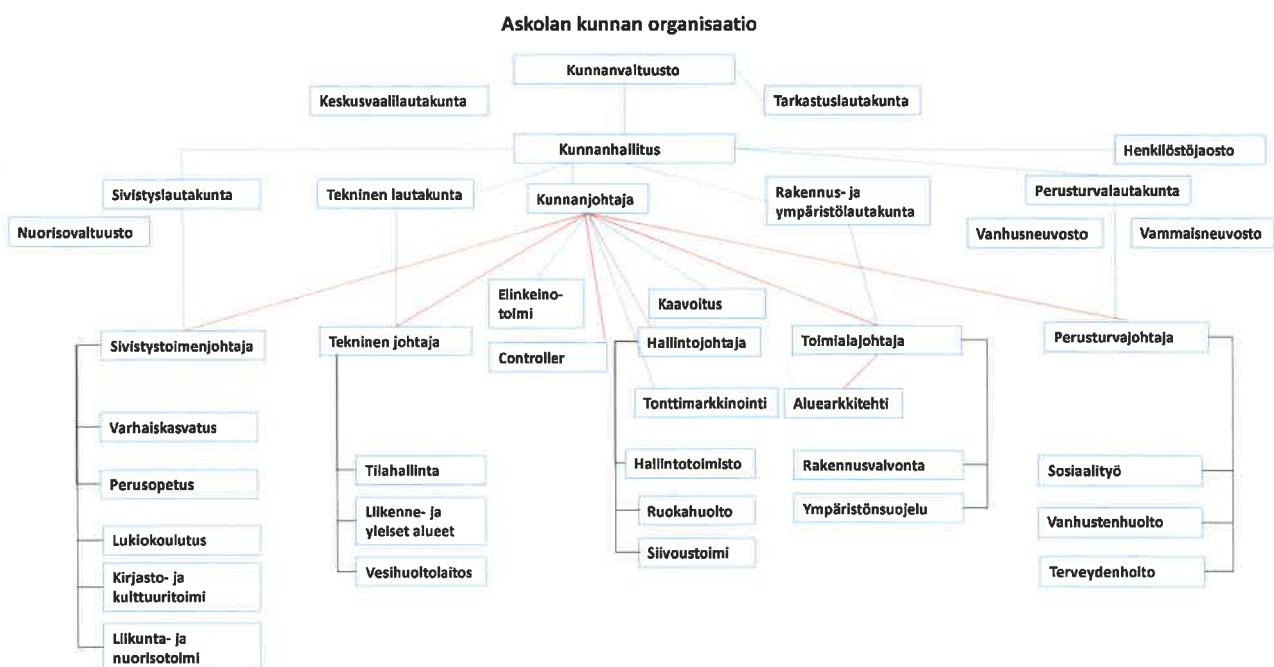 Askolan kunnan organisaatio
Kunnanvaltuusto
Keskusvaalilautakunta
Tarkastuslautakunta
Kunnanhallitus
Henkilöstöjaosto
Sivistyslautakunta
Tekninen lautakunta
Kunnanjohtaja
Rakennus- ja
ympäristölautakunta
Perusturvalautakunta
Nuorisovaltuusto
Vanhusneuvosto
Vammaisneuvosto
Elinkeino-
toimi
Kaavoitus
Sivistystoimenjohtaja
Tekninen johtaja
Controller
Hallintojohtaja
Toimialajohtaja
Perusturvajohtaja
Tonttimarkkinointi
Aluearkkitehti
Varhaiskasvatus
Perusopetus
Lukiokoulutus
Kirjasto- ja
kulttuuritoimi
Liikunta- ja
nuorisotoimi
Tilahallinta
Liikenne- ja
yleiset alueet
Vesihuoltolaitos
Hallintotoimisto
Ruokahuolto
Siivoustoimi
Rakennusvalvonta
Ympäristönsuojelu
Sosiaalityö
Vanhustenhuolto
Terveydenhoito